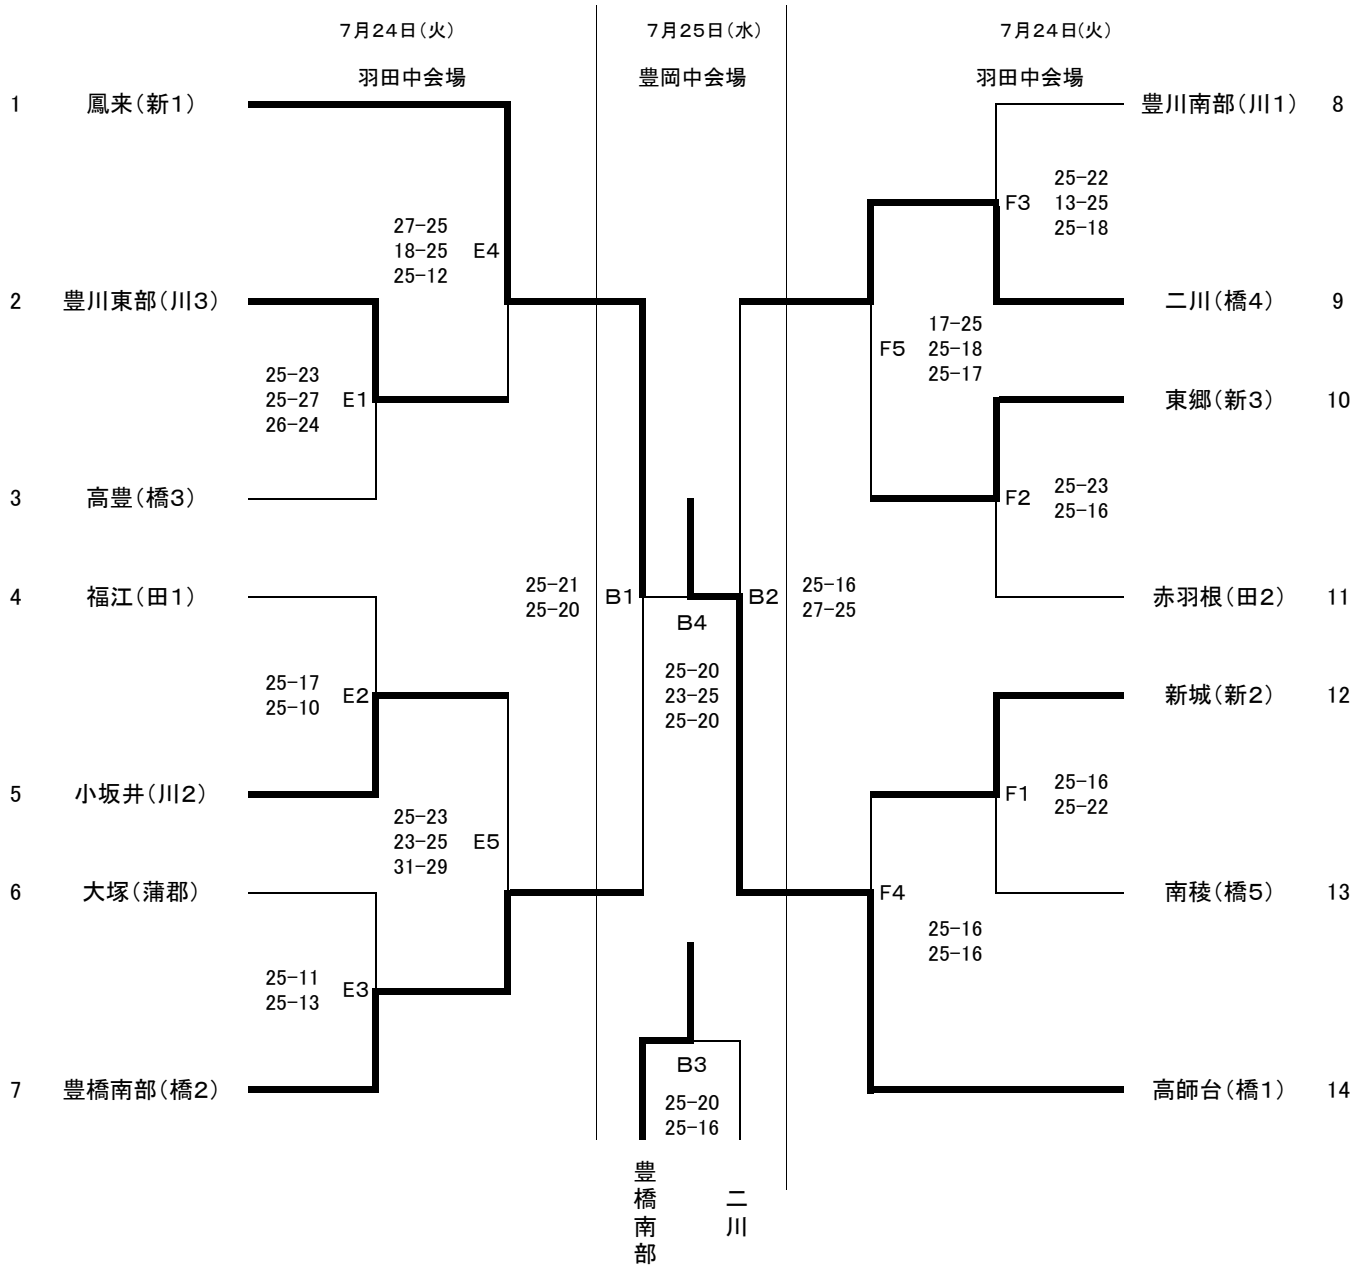 ７月２４日（火）
７月２５日（水）
７月２４日（火）
羽田中会場
豊岡中会場
羽田中会場
1 鳳来（新１）
豊川南部（川１） 8
25-22
F3 13-25
25-18
27-25
18-25 E4
25-12
2 豊川東部（川３）
二川（橋４） 9
17-25
F5 25-18
25-17
25-23
25-27 E1
26-24
東郷（新３） 10
3 高豊（橋３）
F2 25-23
25-16
4 福江（田１）
25-21
25-20
B1
B2
25-16
27-25
赤羽根（田２） 11
B4
25-20
23-25
25-20
25-17
25-10
E2
新城（新２） 12
5 小坂井（川２）
F1 25-16
25-22
25-23
23-25 E5
31-29
6 大塚（蒲郡）
F4
南稜（橋５） 13
25-16
25-16
25-11
25-13
E3
B3
25-20
25-16
7 豊橋南部（橋２）
高師台（橋１） 14
豊橋南部
二川